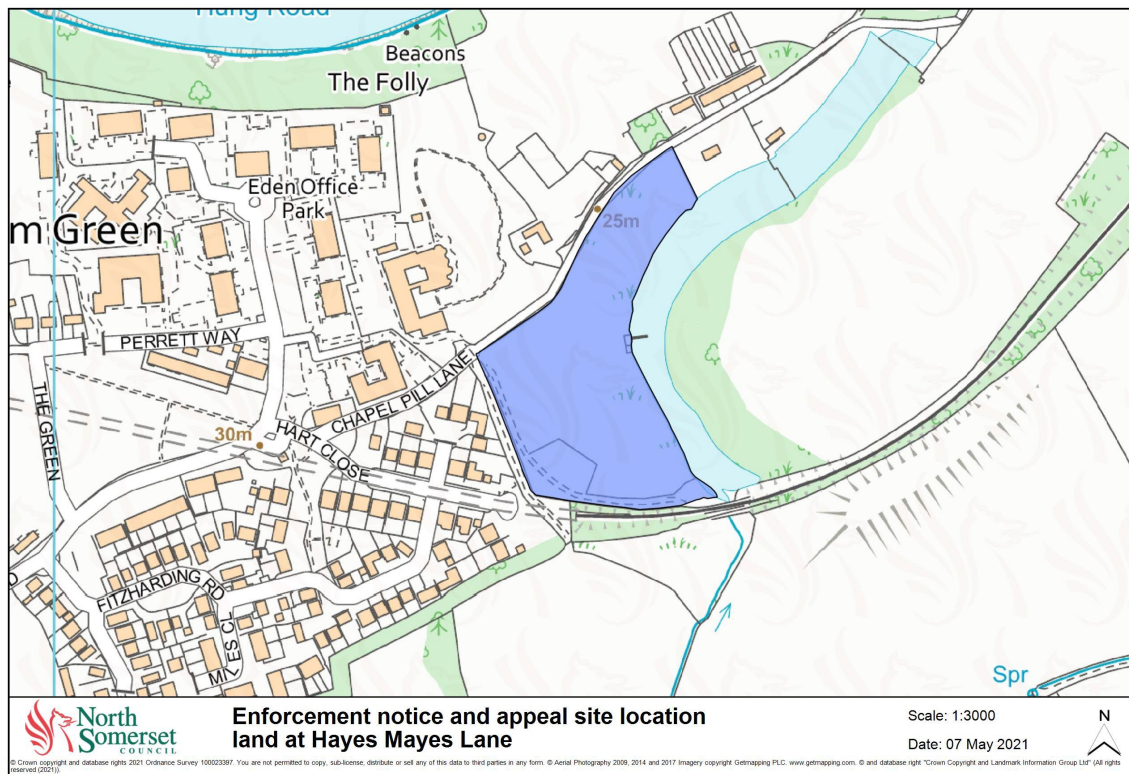 Hung Road
Beacons
The Folly
Eden Office
Park
m Green
25m
PERRETT WAY
CHAPEL PILL LANE
THE GREEN
30m
HART CLOSE
FITZHARDING RD
MILES CL
Spr
North
Somerset
COUNCIL
Enforcement notice and appeal site location
land at Hayes Mayes Lane
Scale: 1:3000
Date: 07 May 2021
N
© Crown copyright and database rights 2021 Ordnance Survey 100023397. You are not permitted to copy, sub-license, distribute or sell any of this data to third parties in any form. © Aerial Photography 2009, 2014 and 2017 Imagery copyright Getmapping PLC. www.getmapping.com. © and database right "Crown Copyright and Landmark Information Group Ltd" (All rights
reserved (2021)).